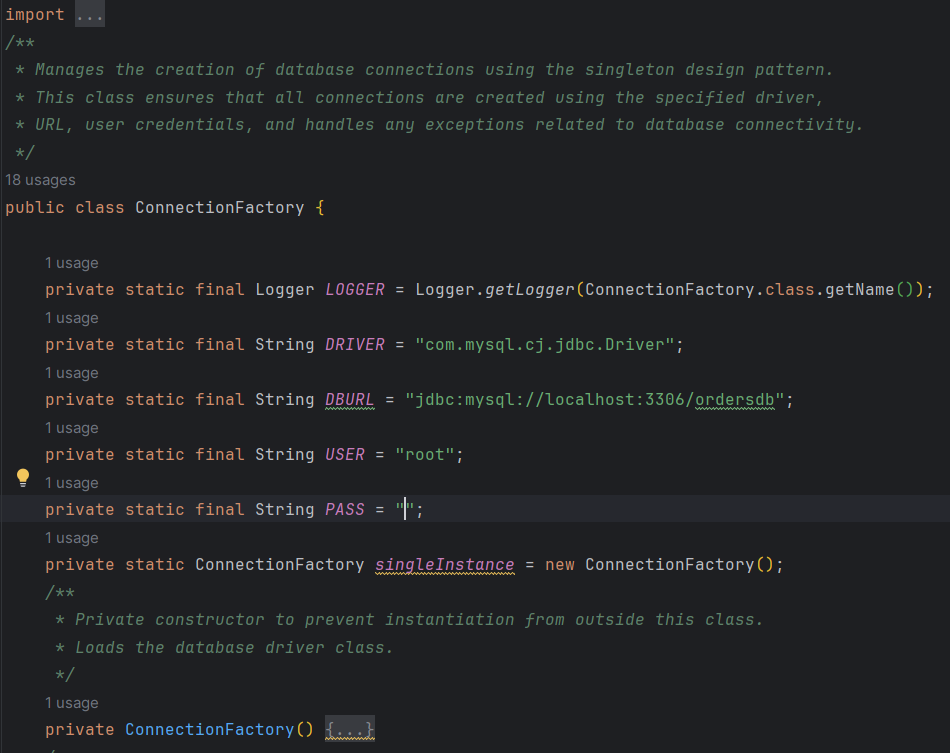 import ...
/**
 * Manages the creation of database connections using the singleton design pattern.
 * This class ensures that all connections are created using the specified driver,
 * URL, user credentials, and handles any exceptions related to database connectivity.
 */
18 usages
public class ConnectionFactory {
1 usage
private static final Logger LOGGER = Logger.getLogger(ConnectionFactory.class.getName());
1 usage
private static final String DRIVER = "com.mysql.cj.jdbc.Driver";
1 usage
private static final String DBURL = "jdbc:mysql://localhost:3306/ordersdb";
1 usage
private static final String USER = "root";
1 usage
private static final String PASS = "";
1 usage
private static ConnectionFactory singleInstance = new ConnectionFactory();
/**
 * Private constructor to prevent instantiation from outside this class.
 * Loads the database driver class.
 */
1 usage
private ConnectionFactory() {...}